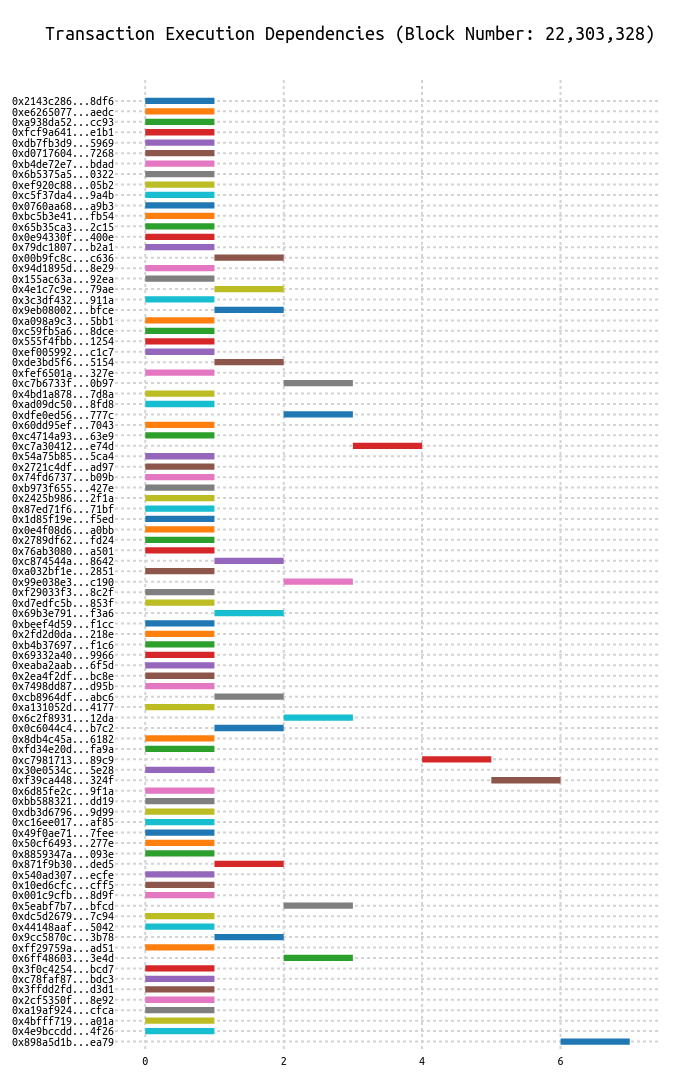 Transaction Execution Dependencies (Block Number: 22,303,328)
0x2143c286...8df6
0xe6265077...aedc
0xa938da52...cc93
0xfcf9a641...e1b1
0xdb7fb3d9...5969
0xd0717604...7268
0xb4de72e7...bdad
0x6b5375a5...0322
0xef920c88...05b2
0xc5f37da4...9a4b
0x0760aa68...a9b3
0xbc5b3e41...fb54
0x65b35ca3...2c15
0x0e94330f...400e
0x79dc1807...b2a1
0x00b9fc8c...c636
0x94d1895d...8e29
0x155ac63a...92ea
0x4e1c7c9e...79ae
0x3c3df432...911a
0x9eb08002...bfce
0xa098a9c3...5bb1
0xc59fb5a6...8dce
0x555f4fbb...1254
0xef005992...c1c7
0xde3bd5f6...5154
0xfef6501a...327e
0xc7b6733f...0b97
0x4bd1a878...7d8a
0xad09dc50...8fd8
0xdfe0ed56...777c
0x60dd95ef...7043
0xc4714a93...63e9
0xc7a30412...e74d
0x54a75b85...5ca4
0x2721c4df...ad97
0x74fd6737...b09b
0xb973f655...427e
0x2425b986...2f1a
0x87ed71f6...71bf
0x1d85f19e...f5ed
0x0e4f08d6...a0bb
0x2789df62...fd24
0x76ab3080...a501
0xc874544a...8642
0xa032bf1e...2851
0x99e038e3...c190
0xf29033f3...8c2f
0xd7edfc5b...853f
0x69b3e791...f3a6
0xbeef4d59...f1cc
0x2fd2d0da...218e
0xb4b37697...f1c6
0x69332a40...9966
0xeaba2aab...6f5d
0x2ea4f2df...bc8e
0x7498dd87...d95b
0xcb8964df...abc6
0xa131052d...4177
0x6c2f8931...12da
0x0c6044c4...b7c2
0x8db4c45a...6182
0xfd34e20d...fa9a
0xc7981713...89c9
0x30e0534c...5e28
0xf39ca448...324f
0x6d85fe2c...9f1a
0xbb588321...dd19
0xdb3d6796...9d99
0xc16ee017...af85
0x49f0ae71...7fee
0x50cf6493...277e
0x8859347a...093e
0x871f9b30...ded5
0x540ad307...ecfe
0x10ed6cfc...cff5
0x001c9cfb...8d9f
0x5eabf7b7...bfcd
0xdc5d2679...7c94
0x44148aaf...5042
0x9cc5870c...3b78
0xff29759a...ad51
0x6ff48603...3e4d
0x3f0c4254...bcd7
0xc78faf87...bdc3
0x3ffdd2fd...d3d1
0x2cf5350f...8e92
0xa19af924...cfca
0x4bfff719...a01a
0x4e9bccdd...4f26
0x898a5d1b...ea79
0 2 4 6